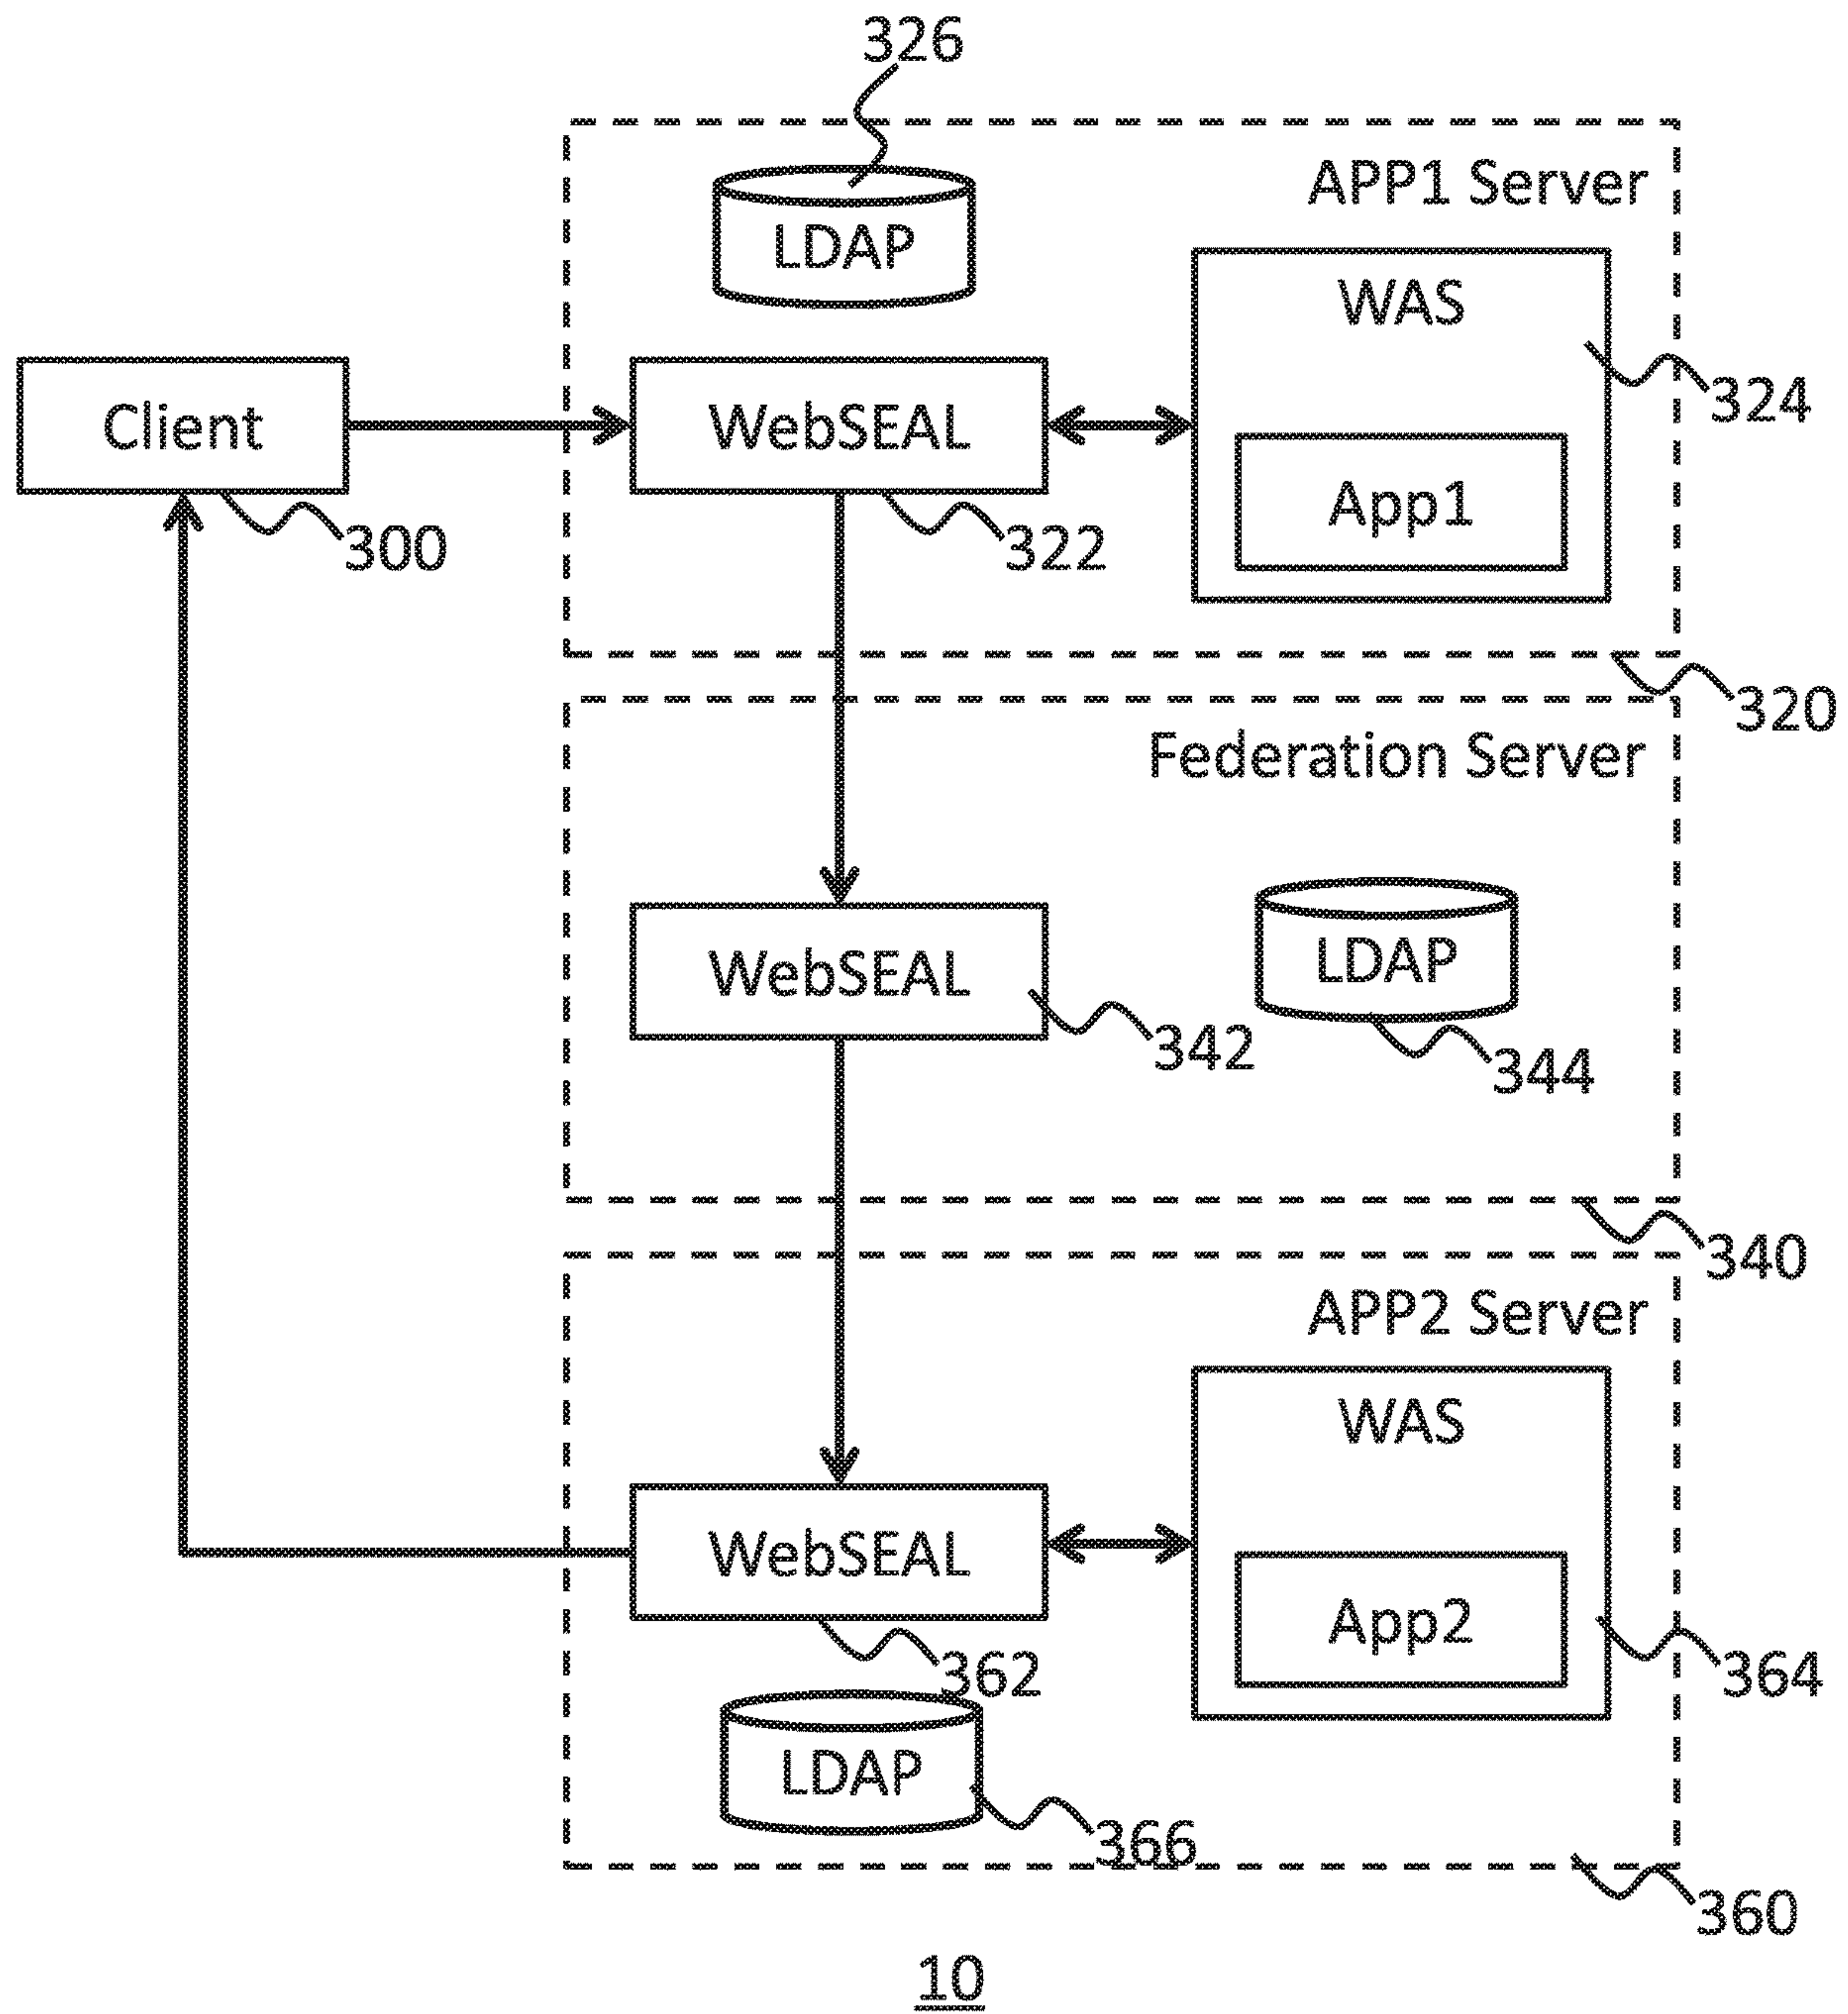 326
APP1 Server
LDAP
WAS
Client
WebSEAL
324
App1
300
322
320
Federation Server
WebSEAL
LDAP
342
344
340
APP2 Server
WAS
WebSEAL
App2
362
364
LDAP
366
360
10